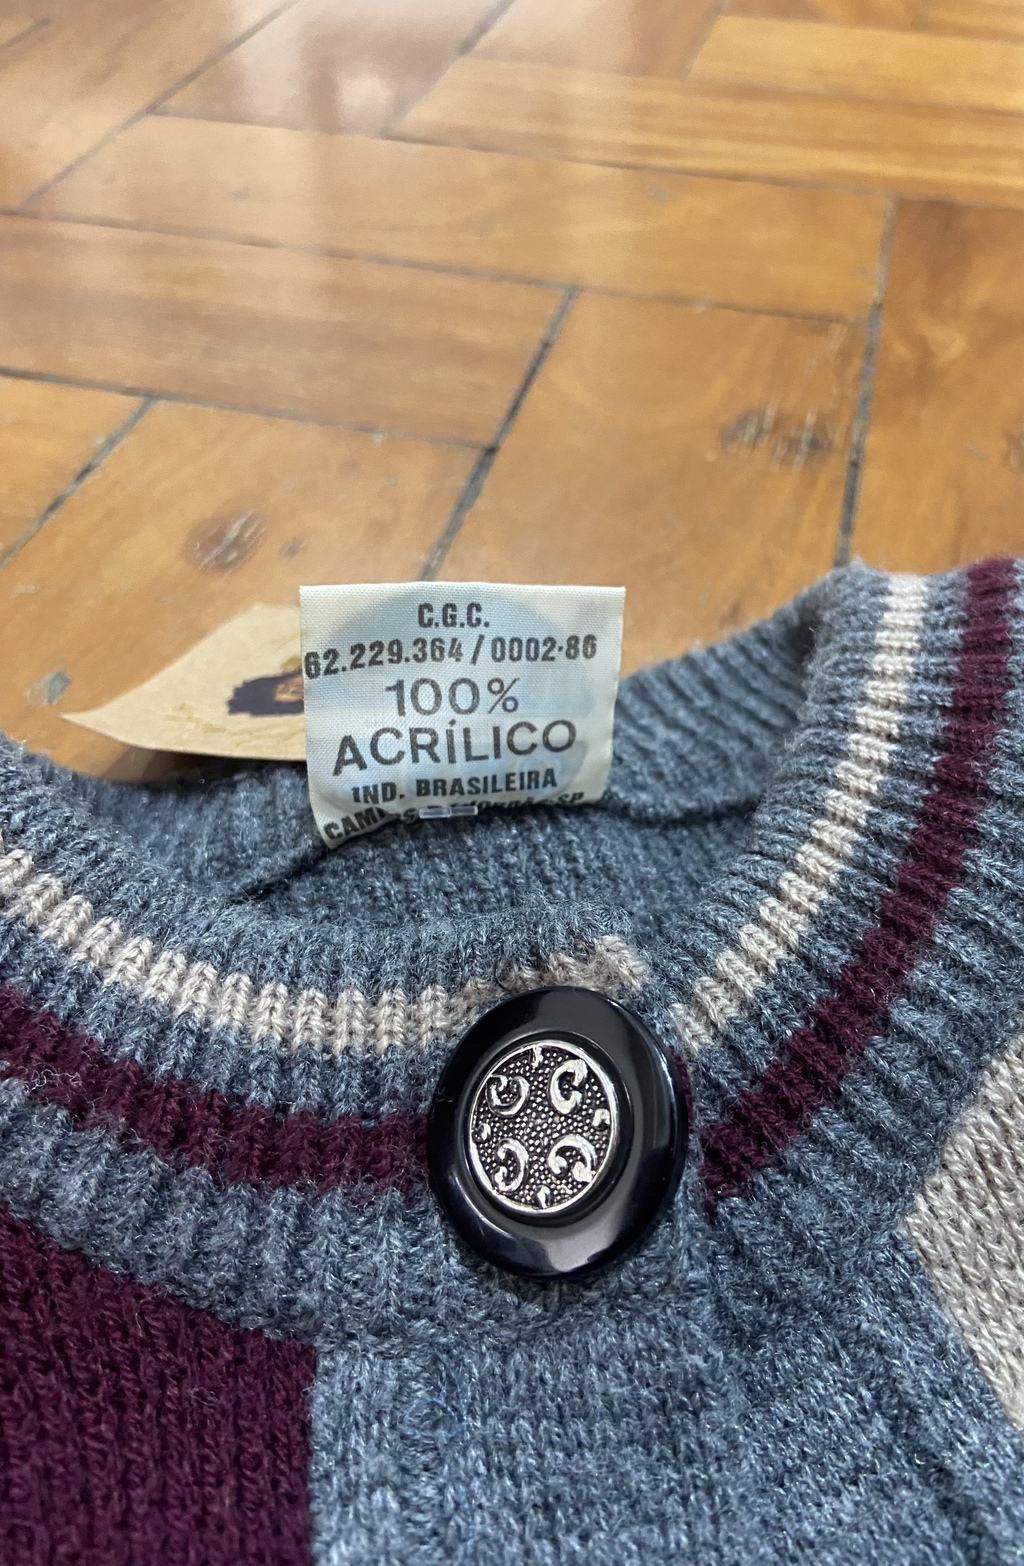 C.G.C.
62.229.364/0002-86
100%
ACRÍLICO
IND. BRASILEIRA